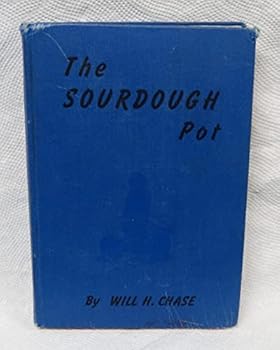 The
SOURDOUGH
Pot
By WILL H. CHASE